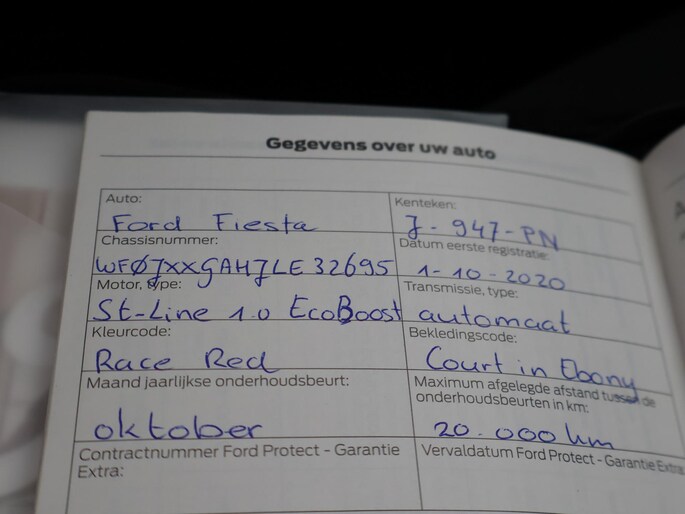 Gegevens over uw auto
Auto:
Ford Fiesta
Kenteken:
J-947-PN
Chassisnummer:
WF0JXXGAHJLE32695
Datum eerste registratie:
1-10-2020
Motor, type:
St-Line 1.0 EcoBoost
Transmissie, type:
automaat
Kleurcode:
Race Red
Bekledingscode:
Court in Ebony
Maand jaarlijkse onderhoudsbeurt:
oktober
Maximum afgelegde afstand tussen de
onderhoudsbeurten in km:
20.000 km
Contractnummer Ford Protect - Garantie
Extra:
Vervaldatum Ford Protect - Garantie Extra